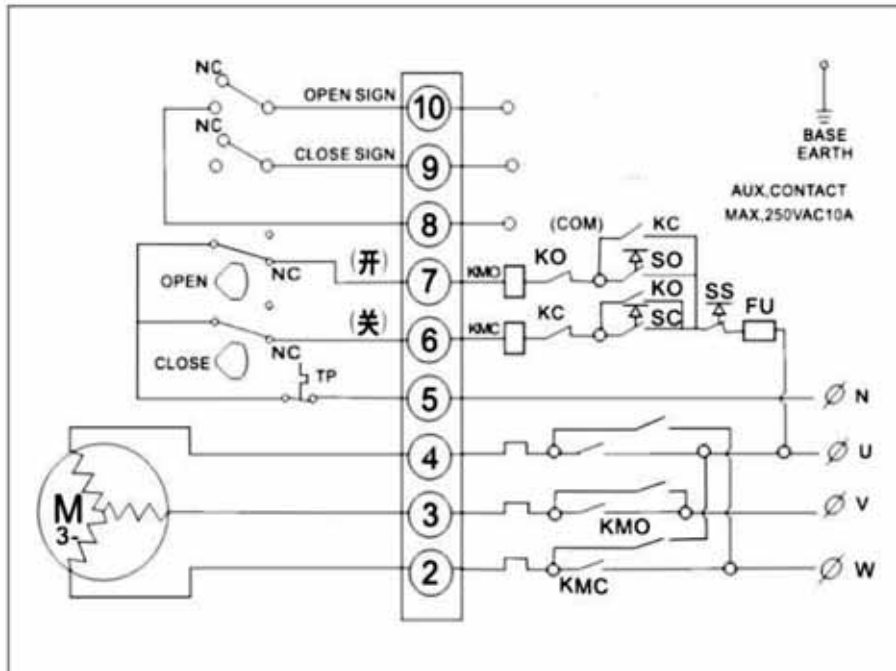 NC
OPEN SIGN
10
NC
CLOSE SIGN
9
BASE
EARTH
8
AUX,CONTACT
MAX,250VAC10A
(COM)
KC
(开)
7
KMO
KO
SO
OPEN
NC
KO
SS
FU
(关)
6
KMC
KC
SC
CLOSE
NC
TP
5
N
4
U
M
3-
3
V
KMO
2
W
KMC